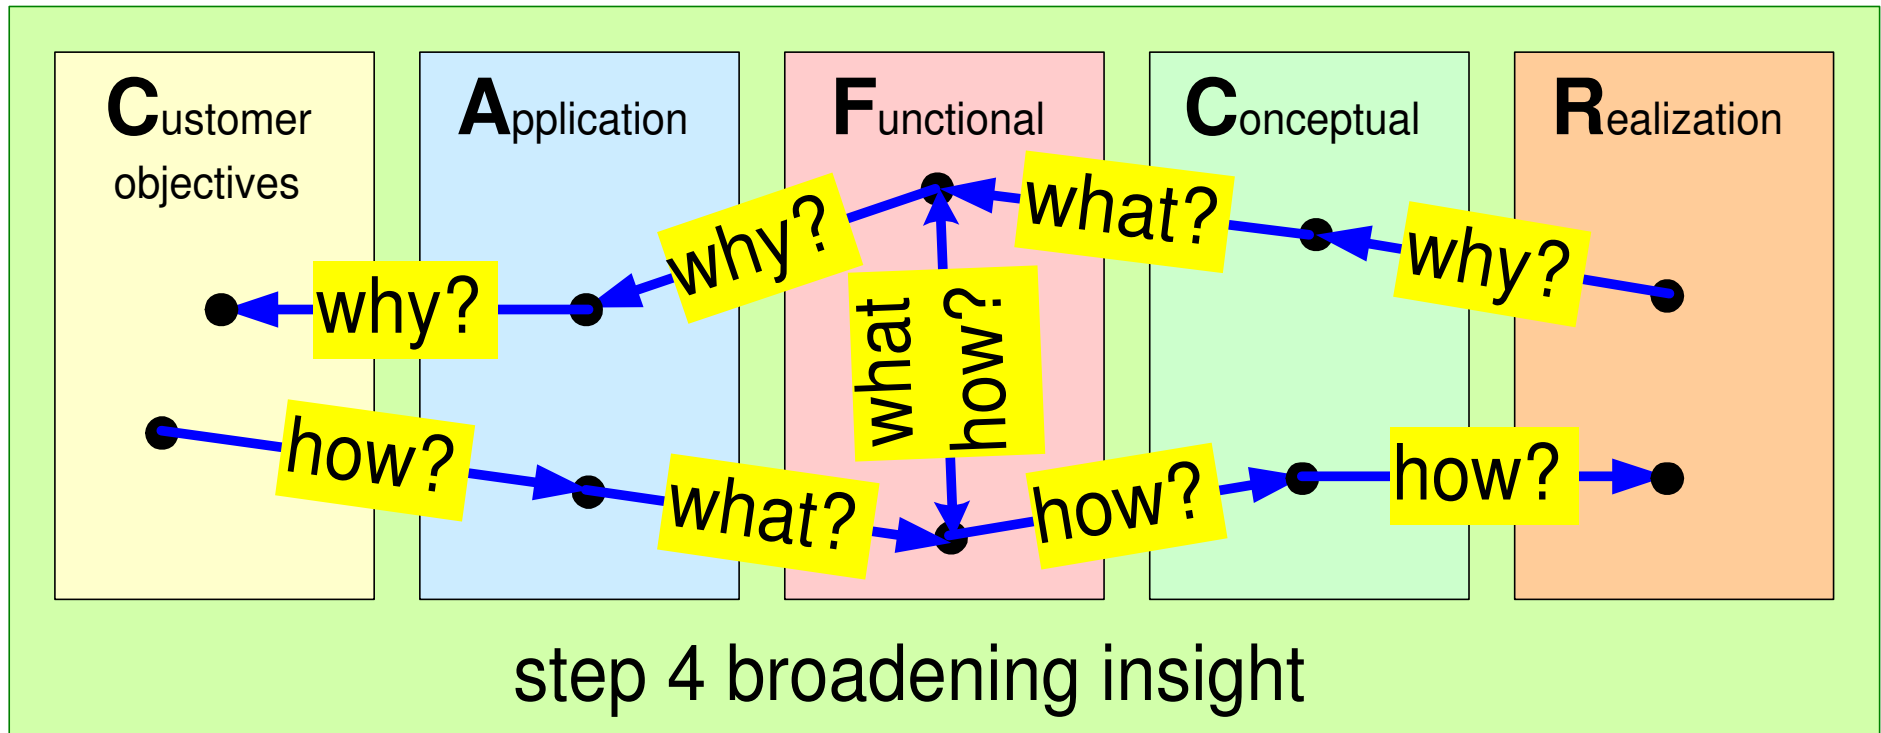 Customer
objectives
Application
Functional
Conceptual
Realization
why?
why?
what?
why?
what
how?
how?
what?
how?
how?
step 4 broadening insight